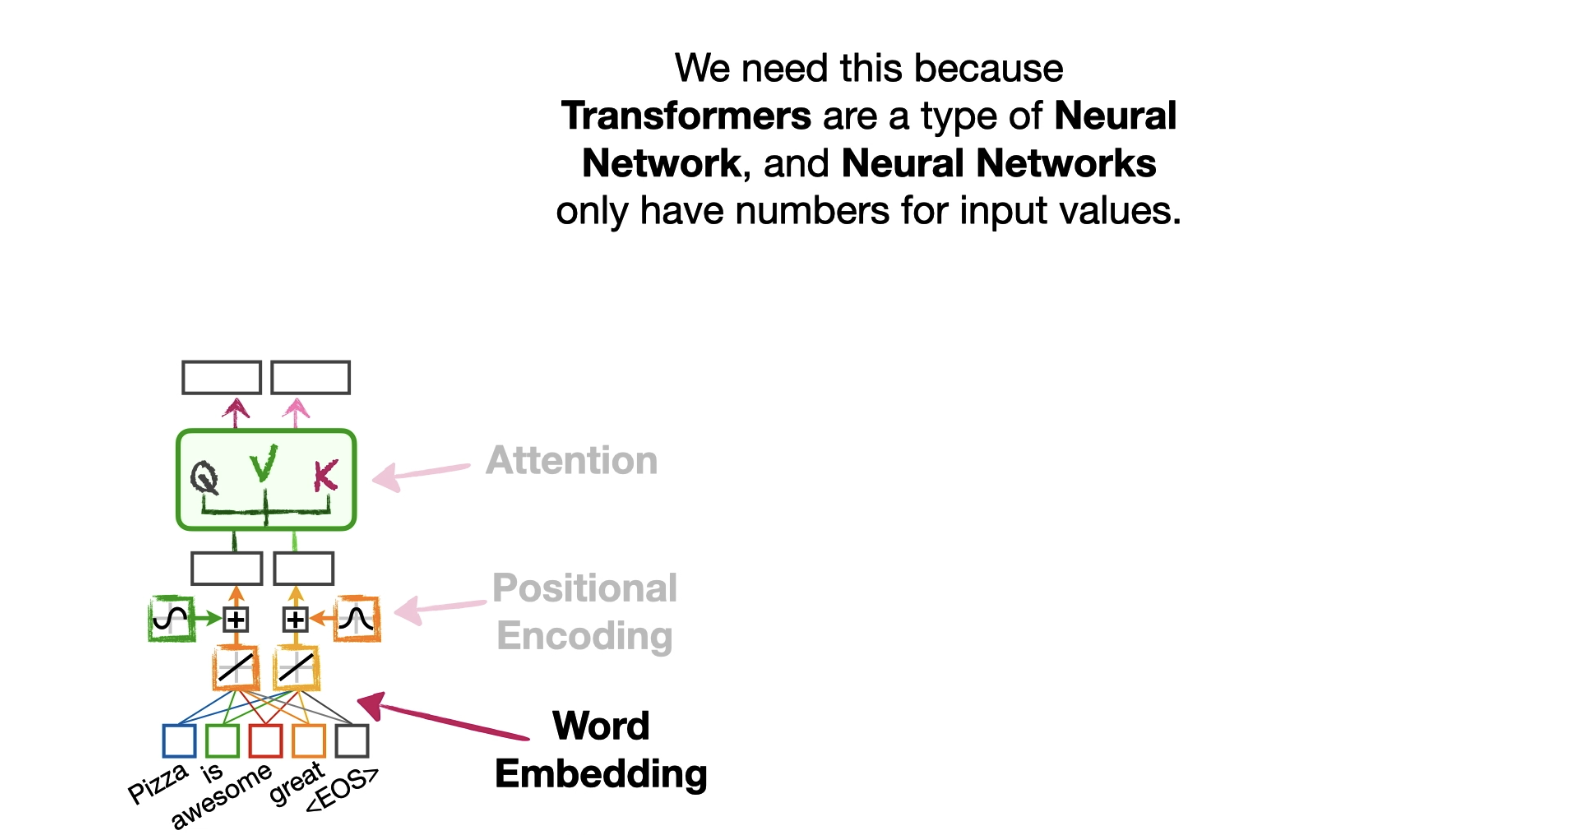 We need this because
Transformers are a type of Neural
Network, and Neural Networks
only have numbers for input values.
Q V K
Attention
Positional
Encoding
+ +
Word
Embedding
Pizza is awesome great <EOS>